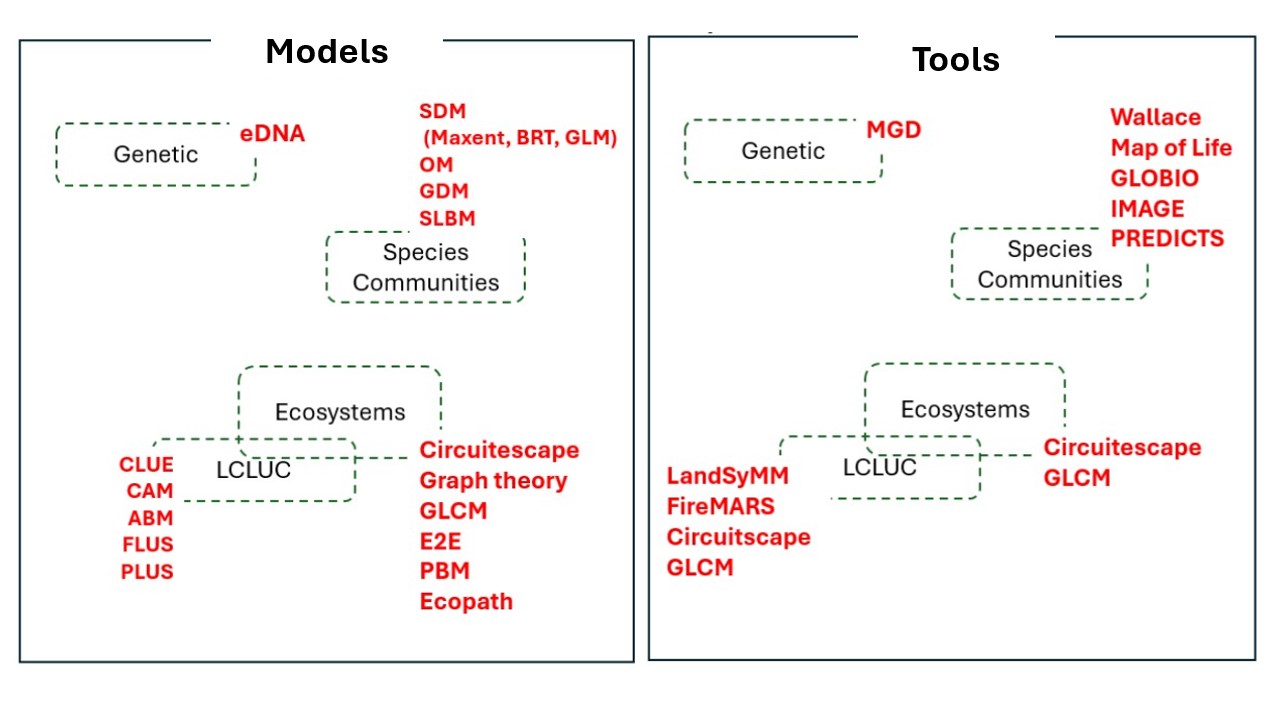 Models
eDNA
Genetic
SDM
(Maxent, BRT, GLM)
OM
GDM
SLBM
Species
Communities
Ecosystems
LCLUC
CLUE
CAM
ABM
FLUS
PLUS
Circuitescape
Graph theory
GLCM
E2E
PBM
Ecopath
Tools
MGD
Genetic
Wallace
Map of Life
GLOBIO
IMAGE
PREDICTS
Species
Communities
Ecosystems
LCLUC
LandSyMM
FireMARS
Circuitscape
GLCM
Circuitescape
GLCM